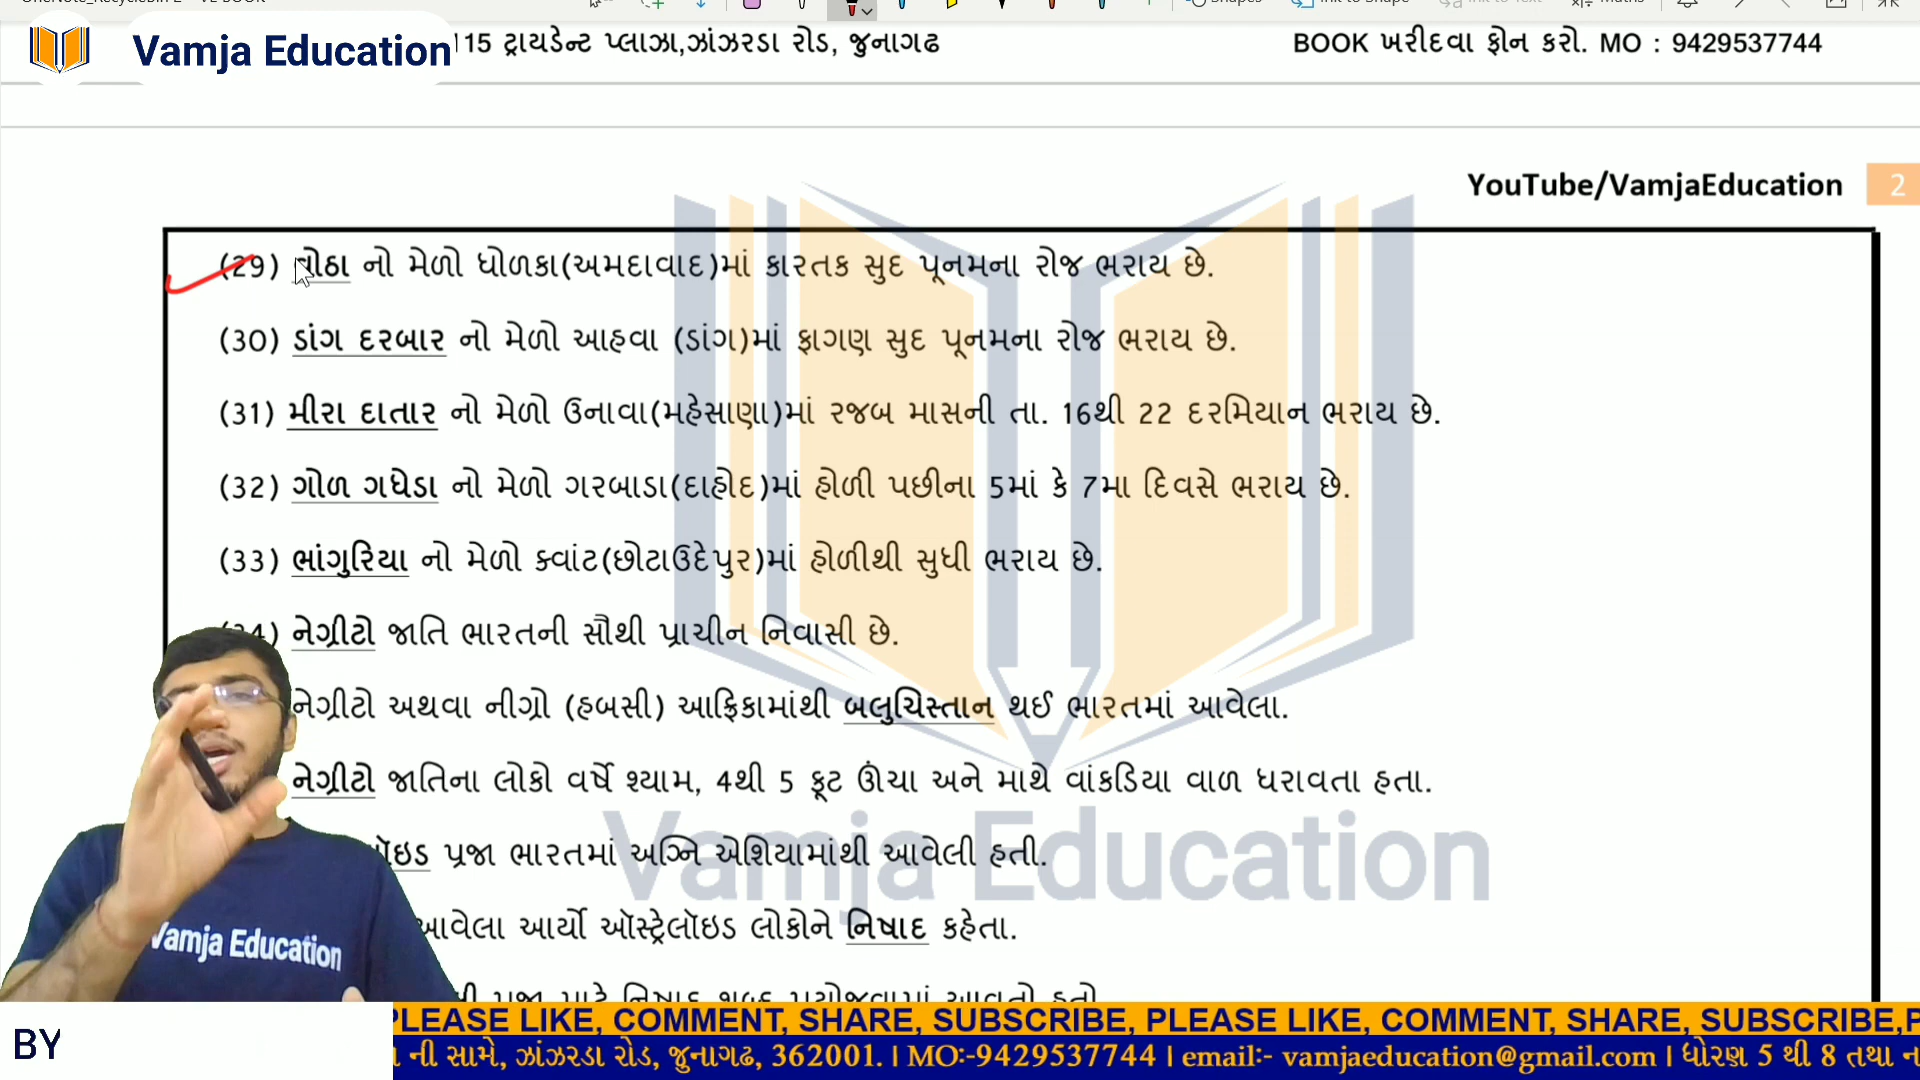 Vamja Education 115 ટ્રાયડેન્ટ પ્લાઝા,ઝાંઝરડા રોડ, જુનાગઢ BOOK ખરીદવા ફોન કરો. MO : 9429537744
YouTube/VamjaEducation 2
(29) નો મેળો ધોળકા(અમદાવાદ)માં કારતક સુદ પૂનમના રોજ ભરાય છે.
(30) ડાંગ દરબાર નો મેળો આહવા (ડાંગ)માં ફાગણ સુદ પૂનમના રોજ ભરાય છે.
(31) મીરા દાતાર નો મેળો ઉનાવા(મહેસાણા)માં રજબ માસની તા. 16થી 22 દરમિયાન ભરાય છે.
(32) ગોળ ગધેડા નો મેળો ગરબાડા(દાહોદ)માં હોળી પછીના 5માં કે 7મા દિવસે ભરાય છે.
(33) ભાંગુરિયા નો મેળો ક્વાંટ(છોટાઉદેપુર)માં હોળીથી સુધી ભરાય છે.
નેગ્રીટો જાતિ ભારતની સૌથી પ્રાચીન નિવાસી છે.
નેગ્રીટો અથવા નીગ્રો (હબસી) આફ્રિકામાંથી બલુચિસ્તાન થઈ ભારતમાં આવેલા.
નેગ્રીટો જાતિના લોકો વર્ષે શ્યામ, 4થી 5 ફૂટ ઊંચા અને માથે વાંકડિયા વાળ ધરાવતા હતા.
પ્રજા ભારતમાં અગ્નિ એશિયામાંથી આવેલી હતી.
આવેલા આર્યો ઑસ્ટ્રેલૉઇડ લોકોને નિષાદ કહેતા.
Vamja Education
Vamja Education
PLEASE LIKE, COMMENT, SHARE, SUBSCRIBE, PLEASE LIKE, COMMENT, SHARE, SUBSCRIBE,
BY
ની સામે, ઝાંઝરડા રોડ, જુનાગઢ, 362001. | MO:-9429537744 | email:- vamjaeducation@gmail.com | ધોરણ 5 થી 8 તથા